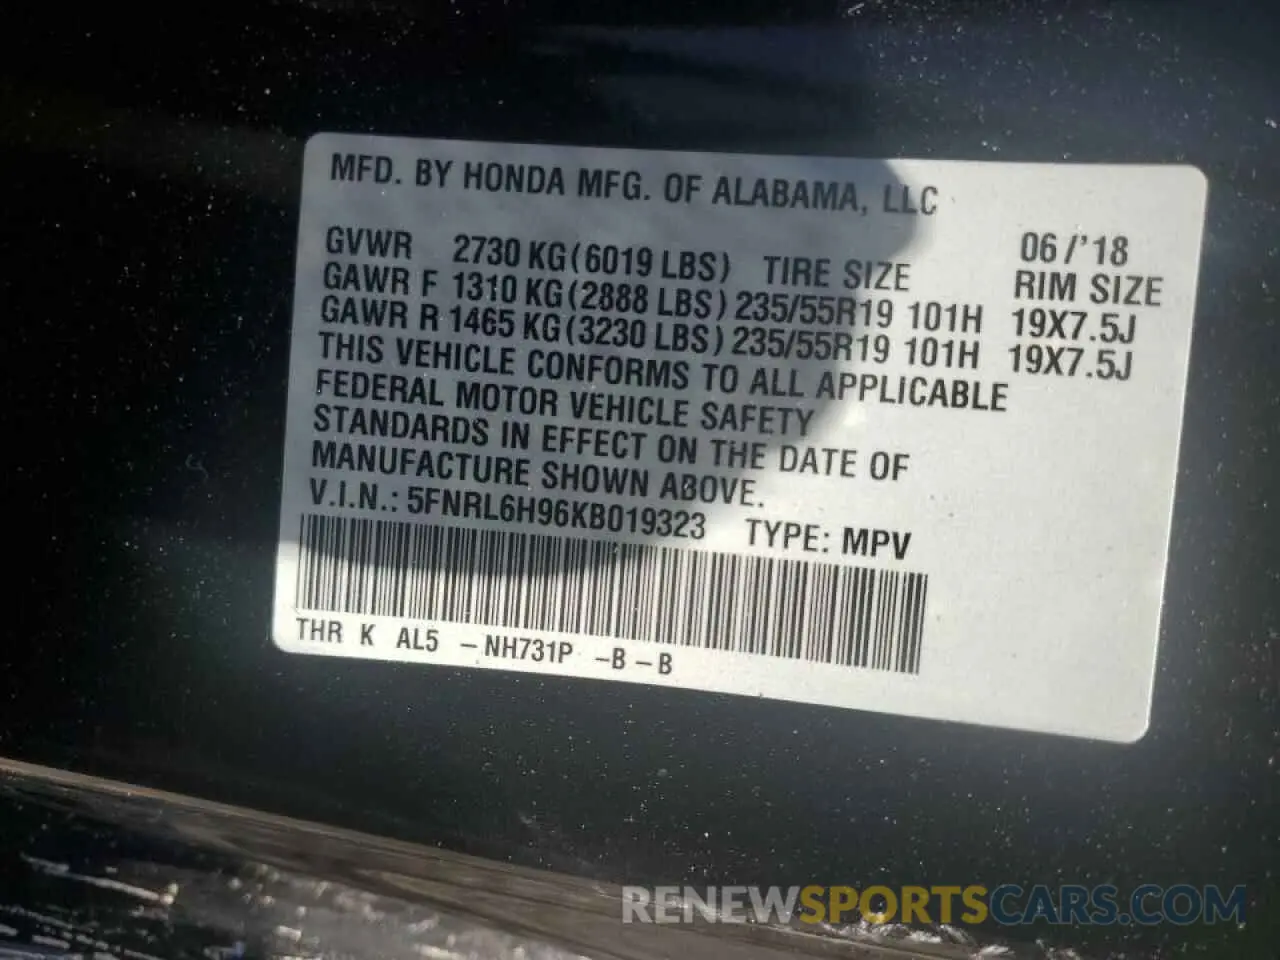 MFD. BY HONDA MFG. OF ALABAMA, LLC
06/'18
GVWR 2730 KG(6019 LBS) TIRE SIZE RIM SIZE
GAWR F 1310 KG(2888 LBS) 235/55R19 101H 19X7.5J
GAWR R 1465 KG(3230 LBS) 235/55R19 101H 19X7.5J
THIS VEHICLE CONFORMS TO ALL APPLICABLE
FEDERAL MOTOR VEHICLE SAFETY
STANDARDS IN EFFECT ON THE DATE OF
MANUFACTURE SHOWN ABOVE.
V.I.N.: 5FNRL6H96KB019323 TYPE: MPV
THR K AL5 -NH731P -B-B
RENEWSPORTSCARS.COM